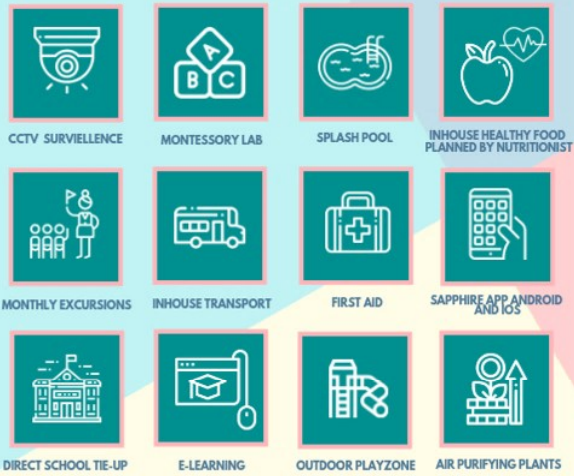 A
B C
CCTV SURVIELLENCE
MONTESSORY LAB
SPLASH POOL
INHOUSE HEALTHY FOOD
PLANNED BY NUTRITIONIST
MONTHLY EXCURSIONS
INHOUSE TRANSPORT
FIRST AID
SAPPHIRE APP ANDROID
AND IOS
DIRECT SCHOOL TIE-UP
E-LEARNING
OUTDOOR PLAYZONE
AIR PURIFYING PLANTS